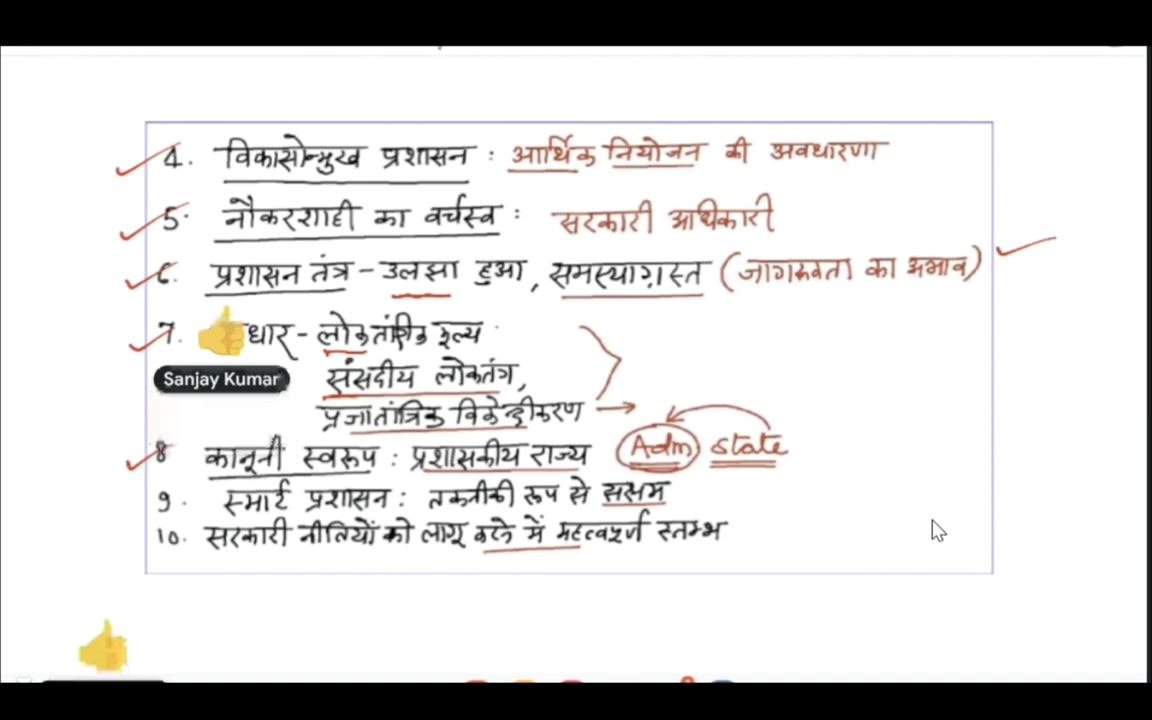 4. विकासोन्मुख प्रशासन : आर्थिक नियोजन की अवधारणा
5. नौकरशाही का वर्चस्व : सरकारी अधिकारी
6. प्रशासन तंत्र - उलझा हुआ, समस्याग्रस्त (जागरूकता का अभाव)
7. धार - लोकतांत्रिक मूल्य
Sanjay Kumar
संसदीय लोकतंत्र,
प्रजातांत्रिक विकेन्द्रीकरण →
8 कानूनी स्वरूप : प्रशासकीय राज्य Adm state
9. स्मार्ट प्रशासन : तकनीकी रूप से सक्षम
10. सरकारी नीतियों को लागू करने में महत्वपूर्ण स्तम्भ